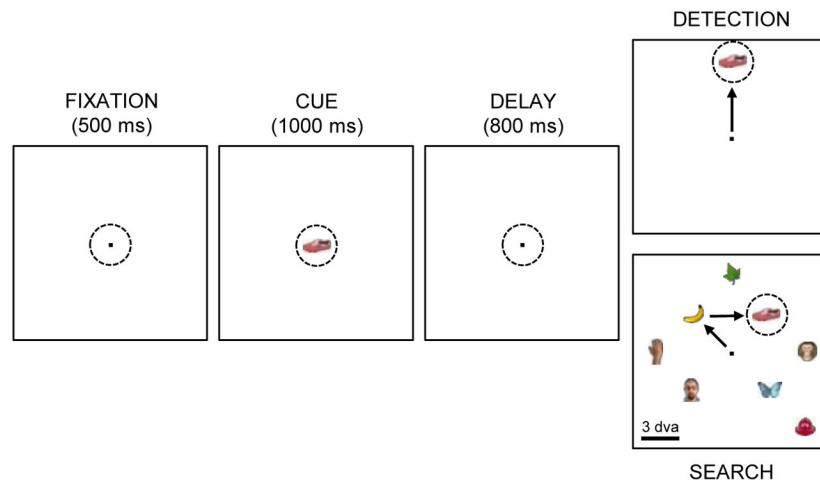 DETECTION
FIXATION
(500 ms)
CUE
(1000 ms)
DELAY
(800 ms)
3 dva
SEARCH